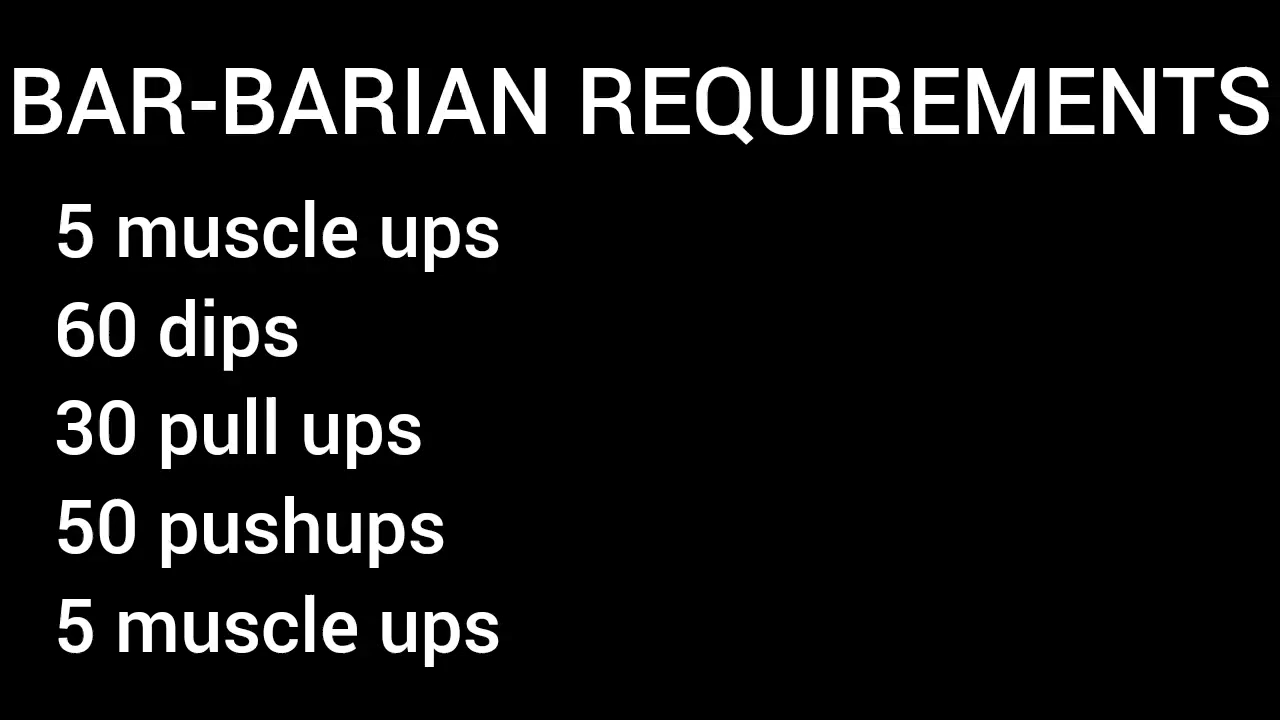 BAR-BARIAN REQUIREMENTS
5 muscle ups
60 dips
30 pull ups
50 pushups
5 muscle ups